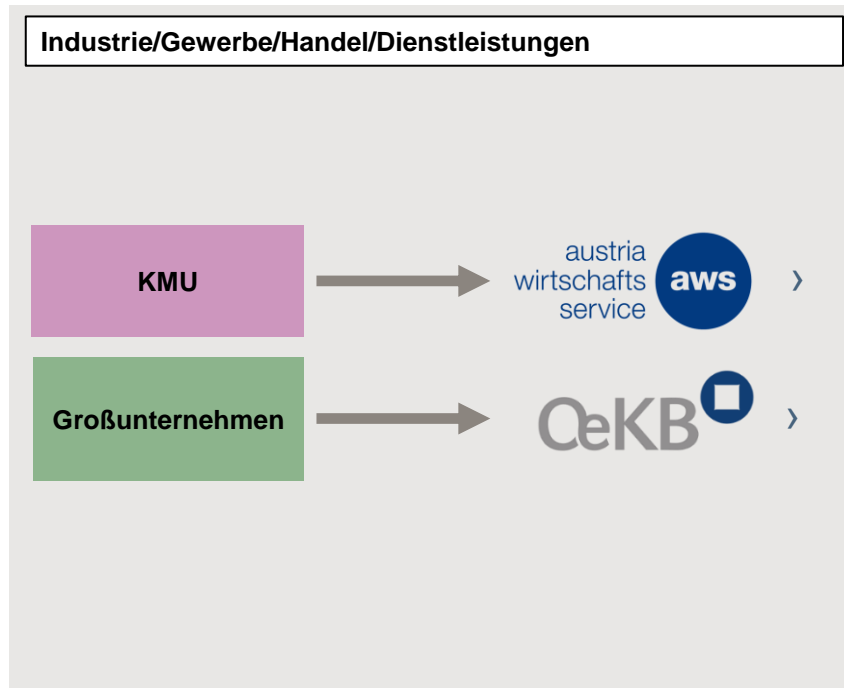 Industrie/Gewerbe/Handel/Dienstleistungen
KMU
austria
wirtschafts
service
aws
Großunternehmen
OeKB